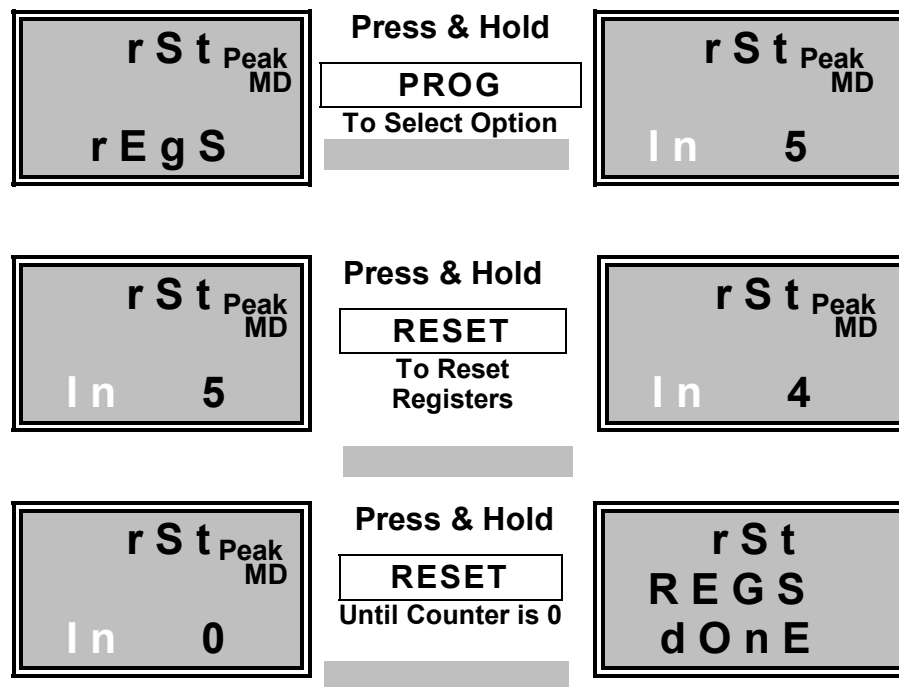 r S t Peak
MD
r E g S
Press & Hold
PROG
To Select Option
r S t Peak
MD
I n 5
r S t Peak
MD
I n 5
Press & Hold
RESET
To Reset
Registers
r S t Peak
MD
I n 4
r S t Peak
MD
I n 0
Press & Hold
RESET
Until Counter is 0
r S t
R E G S
d O n E